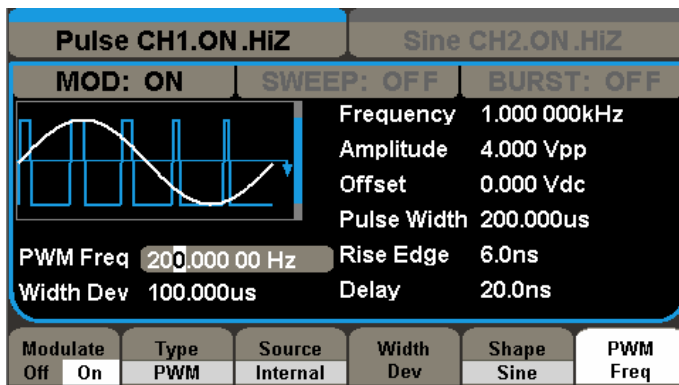 Pulse CH1.ON.HiZ Sine CH2.ON.HiZ
MOD: ON SWEEP: OFF BURST: OFF
Frequency 1.000 000kHz
Amplitude 4.000 Vpp
Offset 0.000 Vdc
Pulse Width 200.000us
PWM Freq 200.000 00 Hz Rise Edge 6.0ns
Width Dev 100.000us Delay 20.0ns
Modulate Type Source Width Shape PWM
Off On PWM Internal Dev Sine Freq